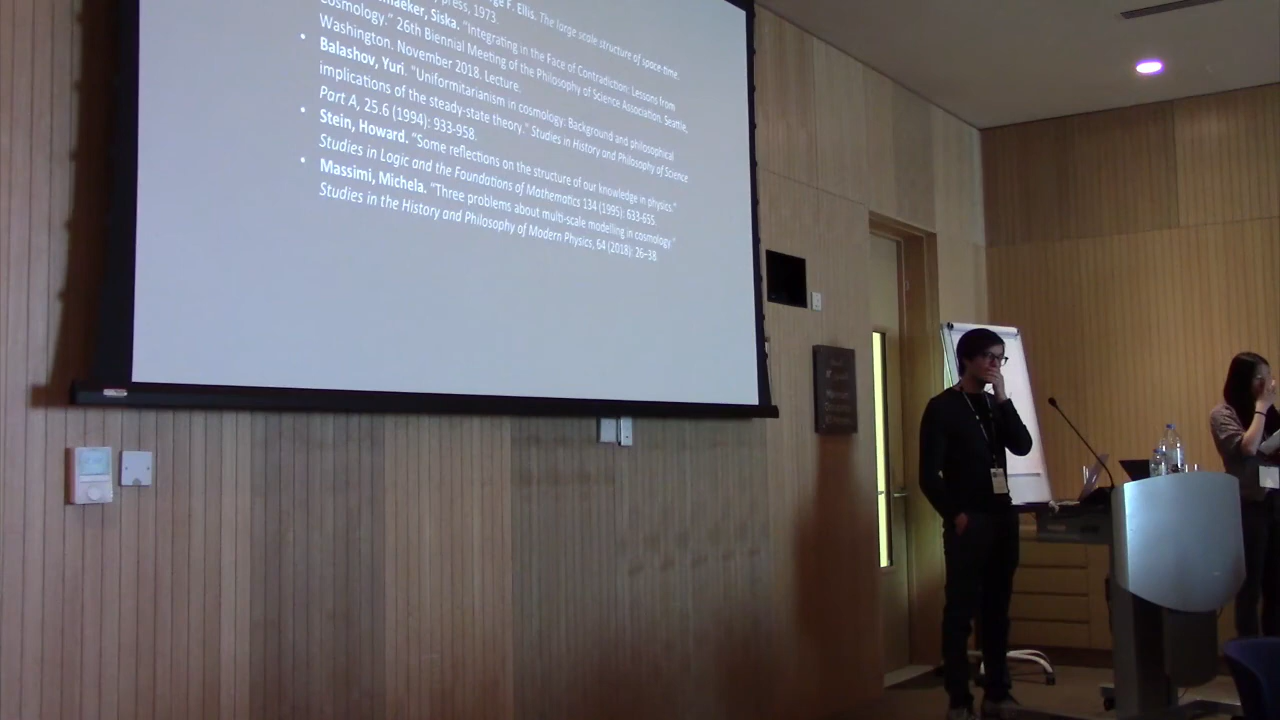 ge F. Ellis. The large scale structure of space-time.
press, 1973.
naeker, Siska. "Integrating in the Face of Contradiction: Lessons from
cosmology." 26th Biennial Meeting of the Philosophy of Science Association, Seattle,
Washington. November 2018. Lecture.
• Balashov, Yuri. "Uniformitarianism in cosmology: Background and philosophical
implications of the steady-state theory." Studies in History and Philosophy of Science
Part A, 25.6 (1994): 933-958.
• Stein, Howard. "Some reflections on the structure of our knowledge in physics."
Studies in Logic and the Foundations of Mathematics 134 (1995): 633-655.
• Massimi, Michela. "Three problems about multi-scale modelling in cosmology."
Studies in the History and Philosophy of Modern Physics, 64 (2018): 26–38.